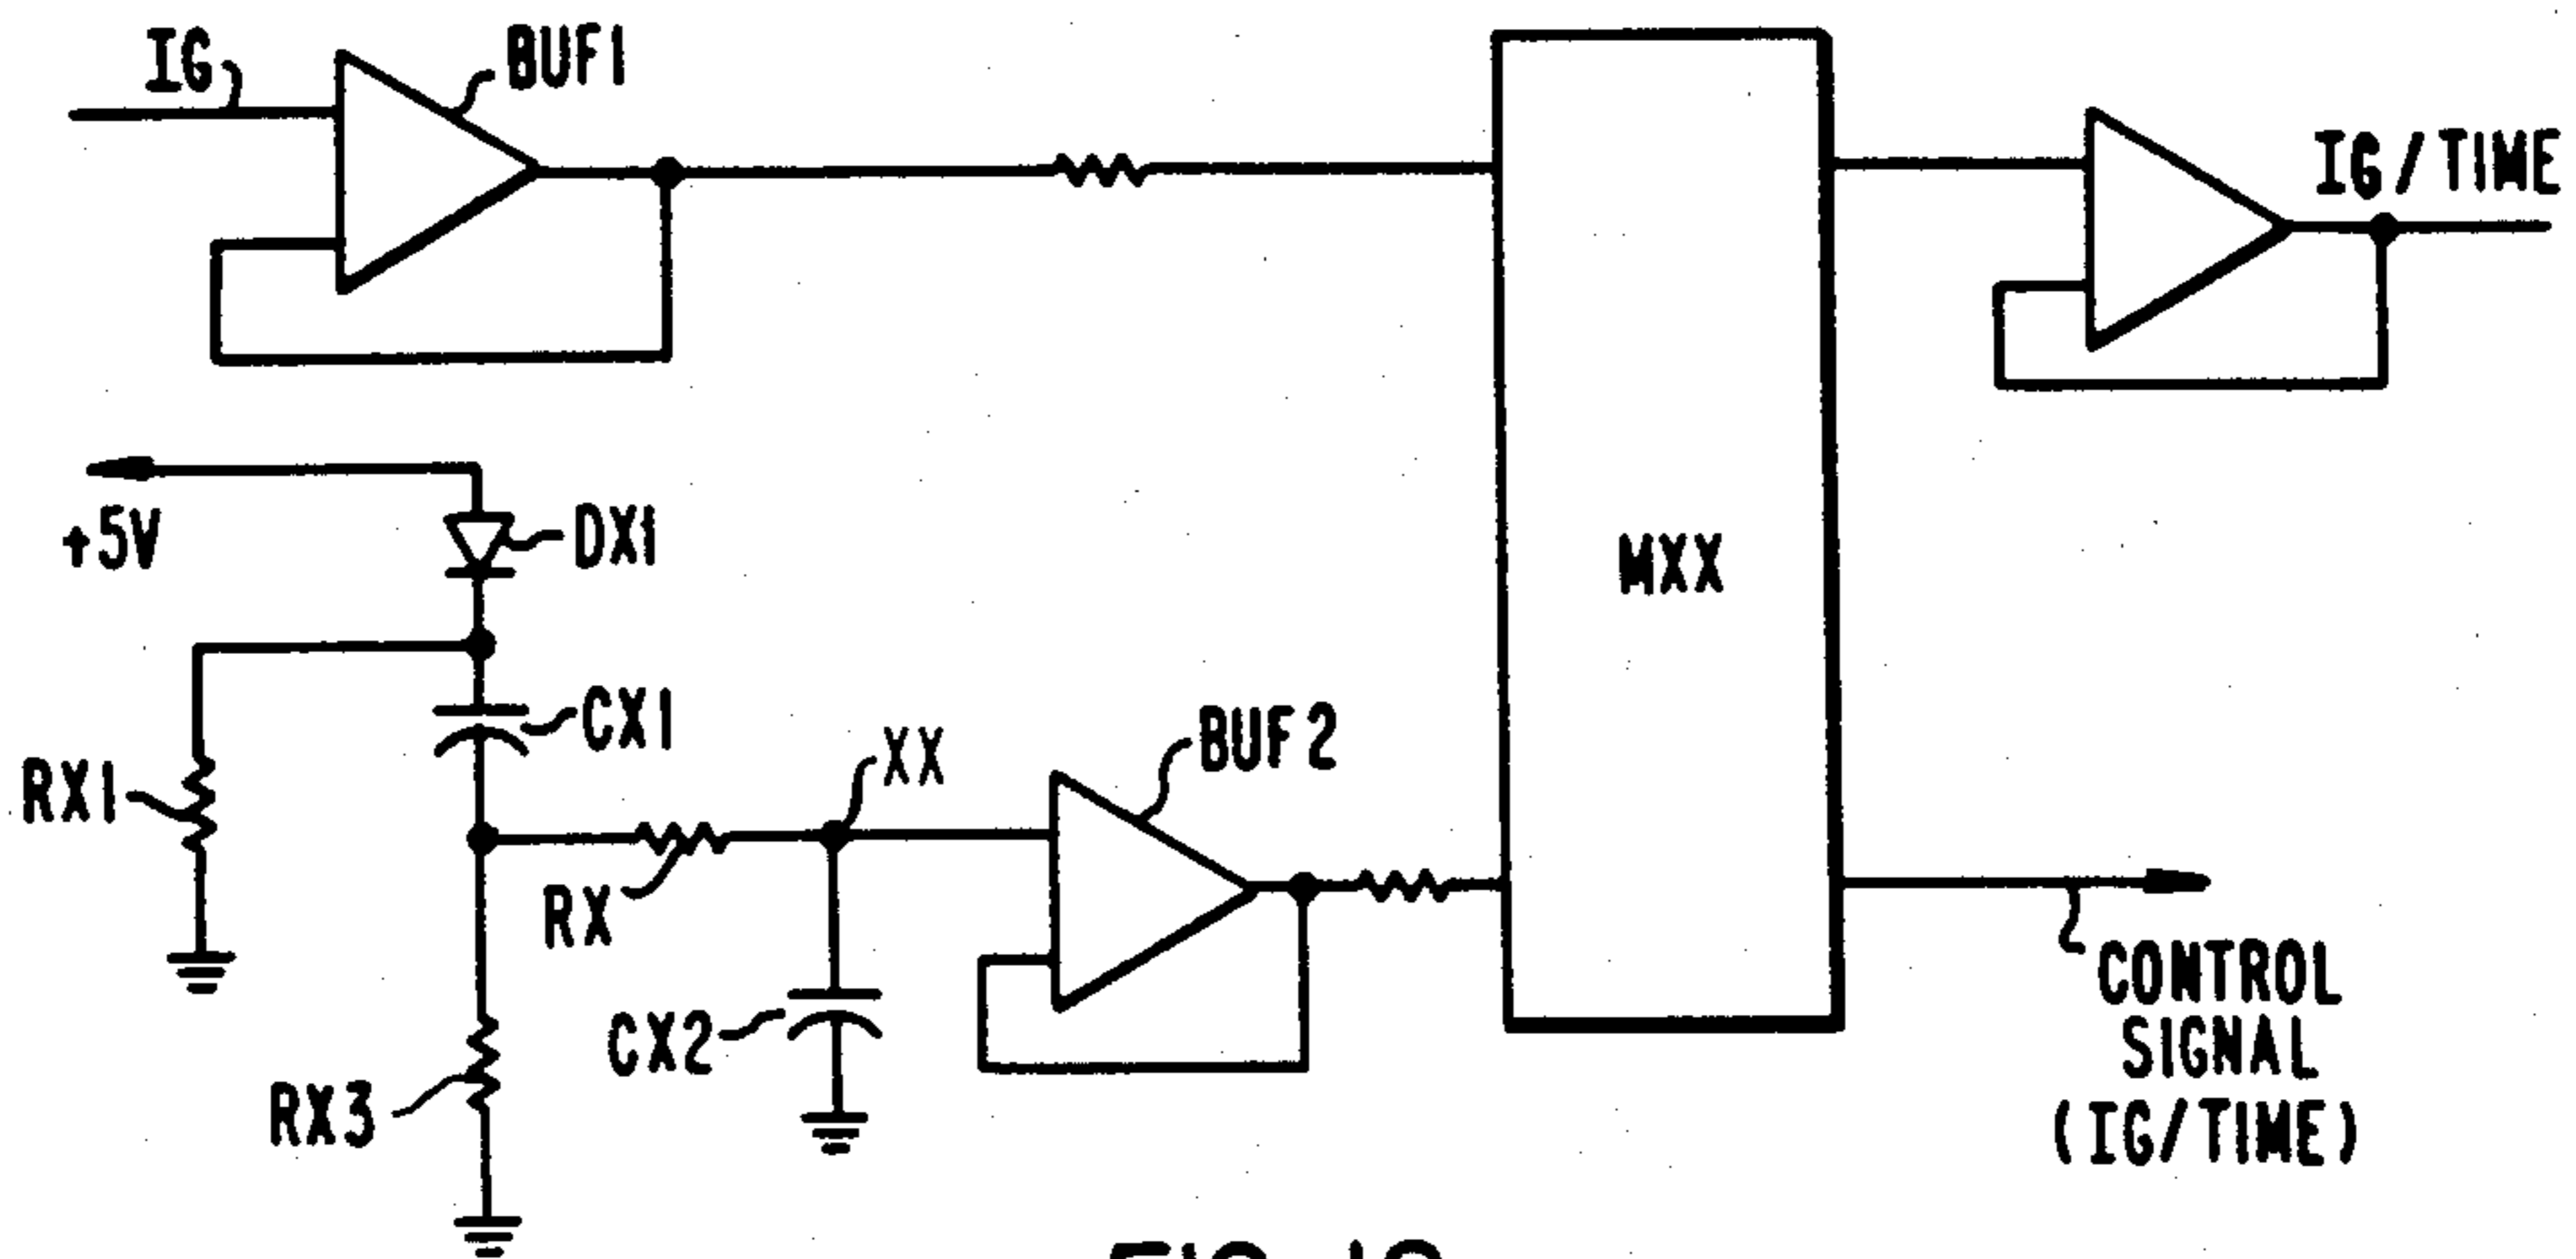 IG
BUF1
IG/TIME
+5V
DX1
MXX
CX1
XX
BUF2
RX1
RX
CX2
RX3
CONTROL
SIGNAL
(IG/TIME)